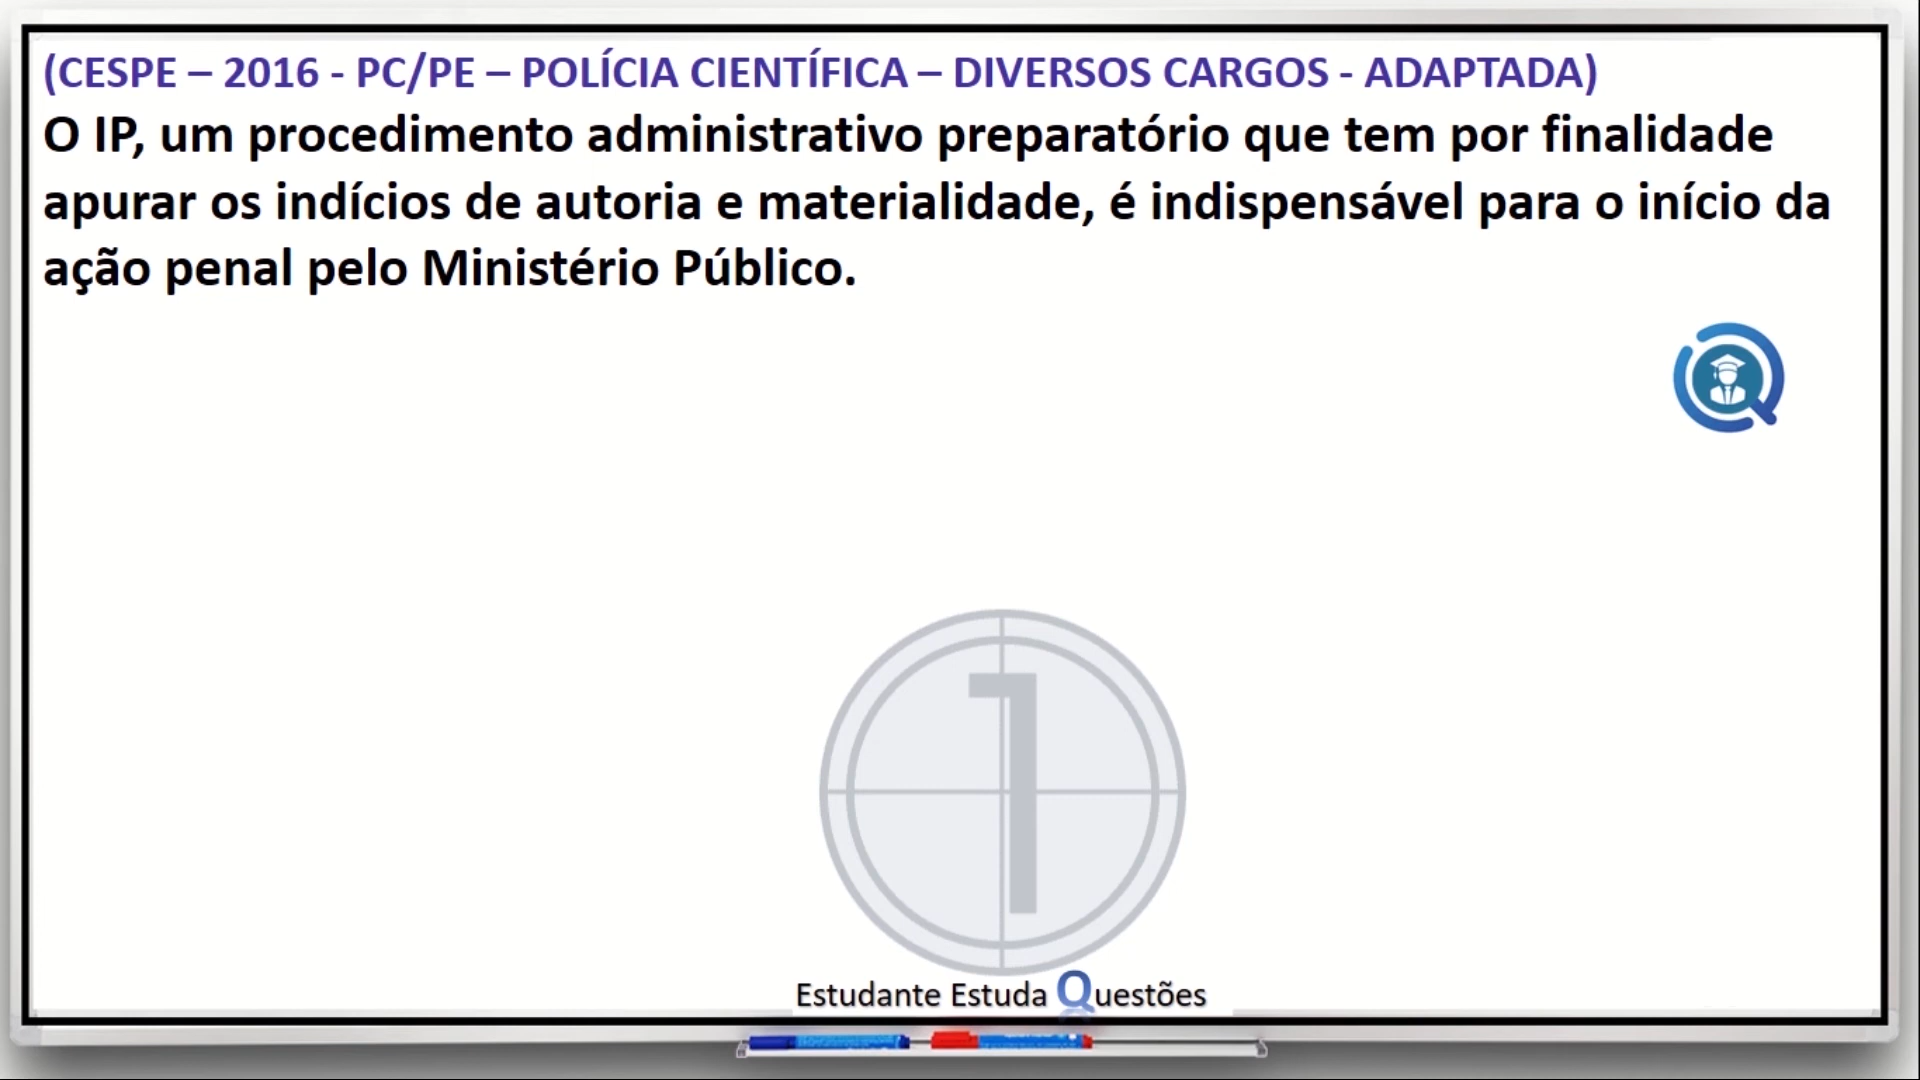 (CESPE – 2016 - PC/PE – POLÍCIA CIENTÍFICA – DIVERSOS CARGOS - ADAPTADA)
O IP, um procedimento administrativo preparatório que tem por finalidade
apurar os indícios de autoria e materialidade, é indispensável para o início da
ação penal pelo Ministério Público.
1
Estudante Estuda Questões